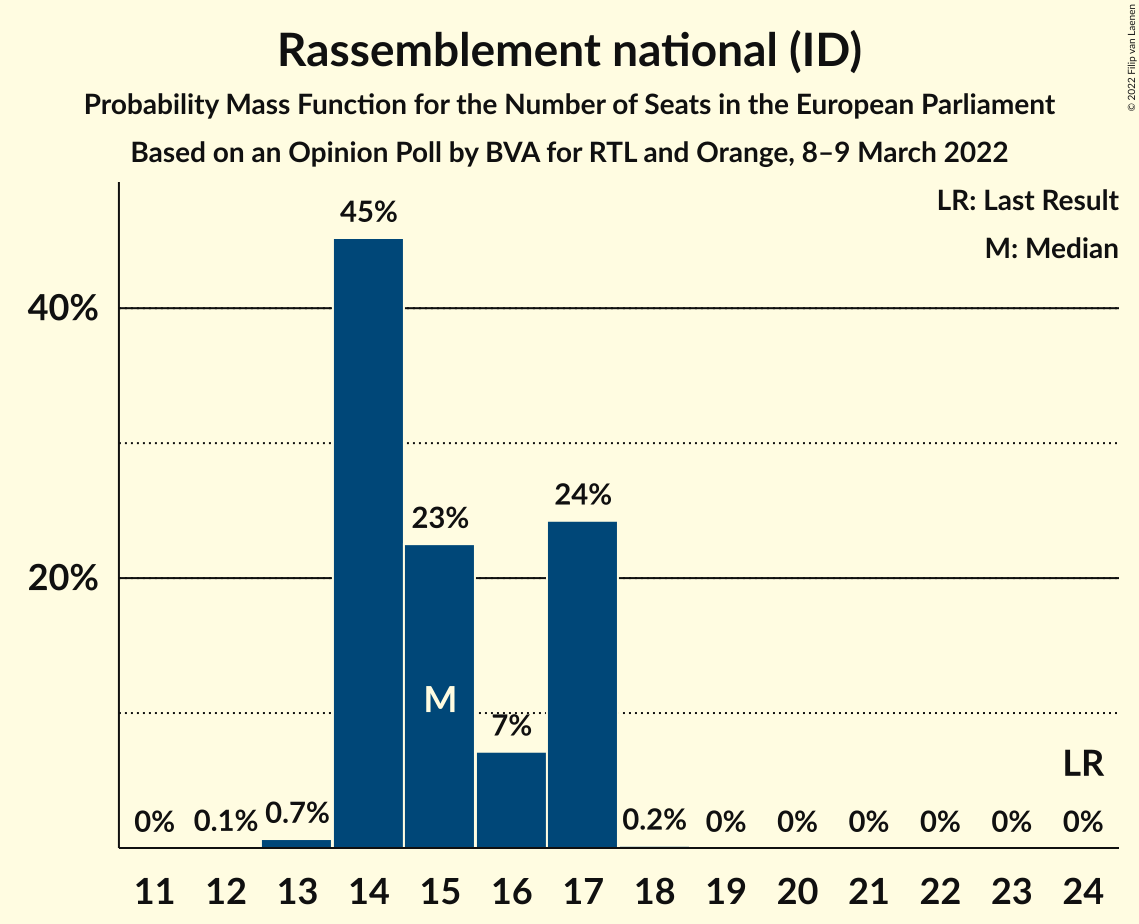 Rassemblement national (ID)
Probability Mass Function for the Number of Seats in the European Parliament
Based on an Opinion Poll by BVA for RTL and Orange, 8–9 March 2022
© 2022 Filip van Laenen
LR: Last Result
M: Median
45%
40%
24%
23%
20%
M
7%
LR
0% 0.1% 0.7% 0.2% 0% 0% 0% 0% 0% 0%
11 12 13 14 15 16 17 18 19 20 21 22 23 24